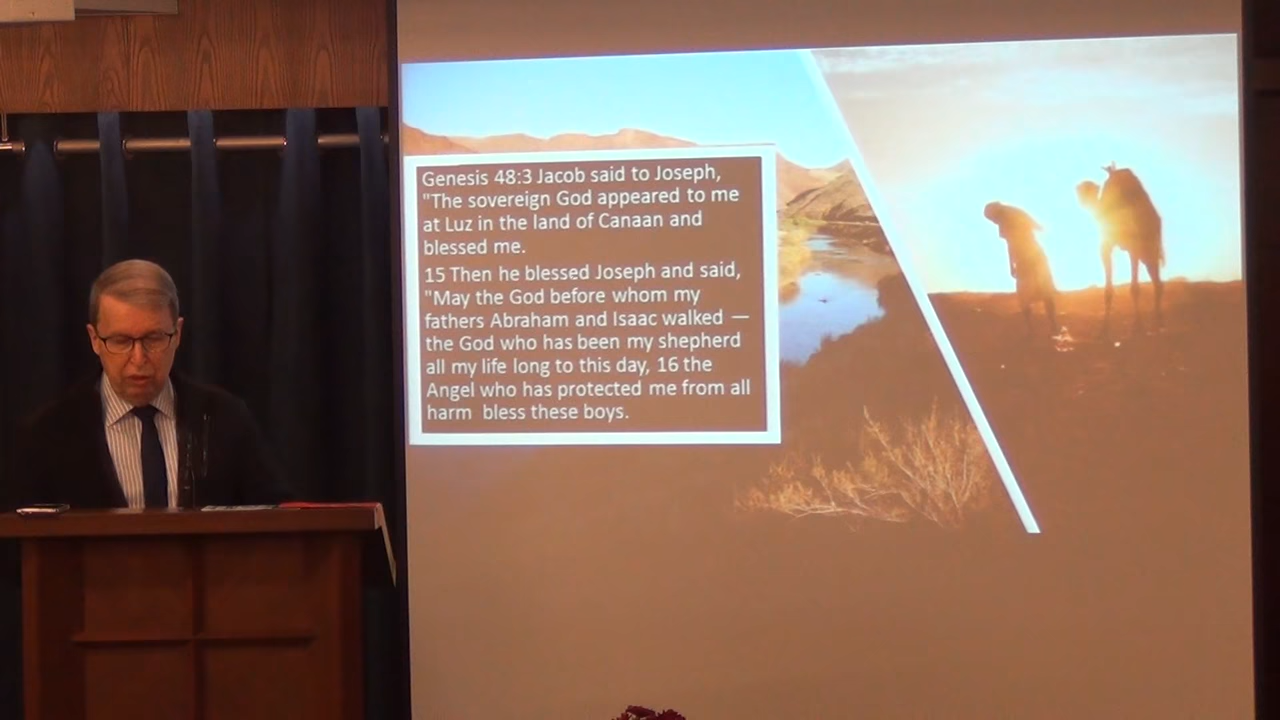 Genesis 48:3 Jacob said to Joseph,
"The sovereign God appeared to me
at Luz in the land of Canaan and
blessed me.
15 Then he blessed Joseph and said,
"May the God before whom my
fathers Abraham and Isaac walked —
the God who has been my shepherd
all my life long to this day, 16 the
Angel who has protected me from all
harm bless these boys.